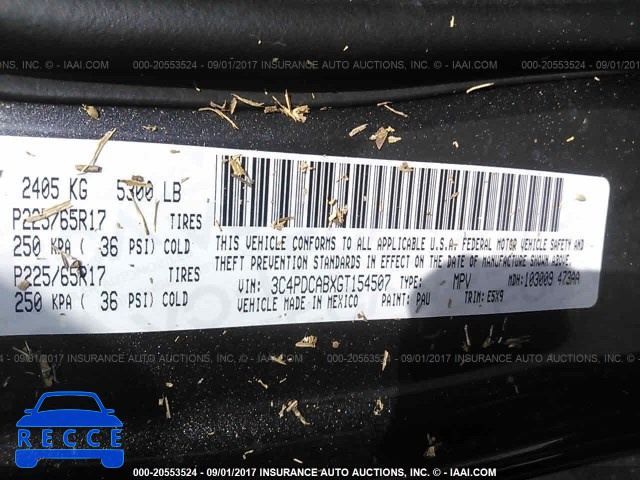 000-20553524 - 09/01/2017 INSURANCE AUTO AUCTIONS, INC. © - IAAI.COM
2405 KG 5300 LB
P225/65R17 TIRES
250 KPA ( 36 PSI) COLD
P225/65R17 TIRES
250 KPA ( 36 PSI) COLD
THIS VEHICLE CONFORMS TO ALL APPLICABLE U.S.A. FEDERAL MOTOR VEHICLE SAFETY AND
THEFT PREVENTION STANDARDS IN EFFECT ON THE DATE OF MANUFACTURE SHOWN ABOVE.
VIN: 3C4PDCABXGT154507 TYPE: MPV MDH: 103009 473AA
VEHICLE MADE IN MEXICO PAINT: PAU TRIM: E5X9
000-20553524 - 09/01/2017 INSURANCE AUTO AUCTIONS, INC. © - IAAI.COM
RECCE
000-20553524 - 09/01/2017 INSURANCE AUTO AUCTIONS, INC. © - IAAI.COM